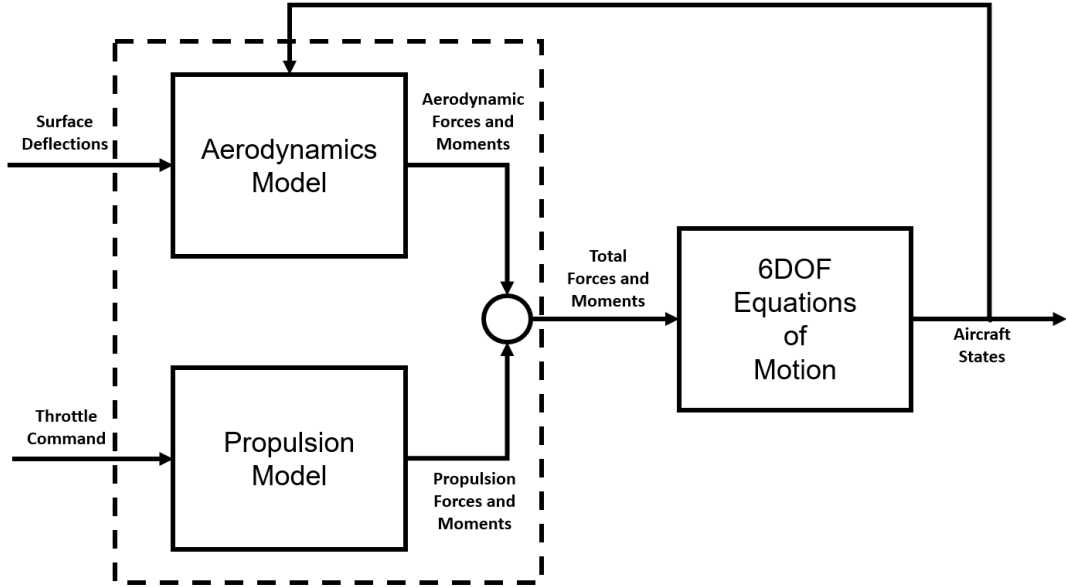 Surface
Deflections
Aerodynamics
Model
Aerodynamic
Forces and
Moments
Total
Forces and
Moments
6DOF
Equations
of
Motion
Aircraft
States
Throttle
Command
Propulsion
Model
Propulsion
Forces and
Moments